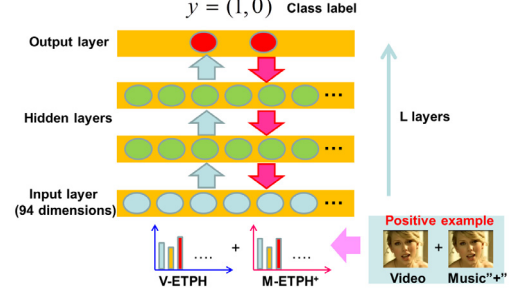 y = (1,0) Class label
Output layer
...
Hidden layers
...
L layers
Input layer
(94 dimensions)
...
Positive example
....
+
....
+
V-ETPH
M-ETPH⁺
Video
Music”+”